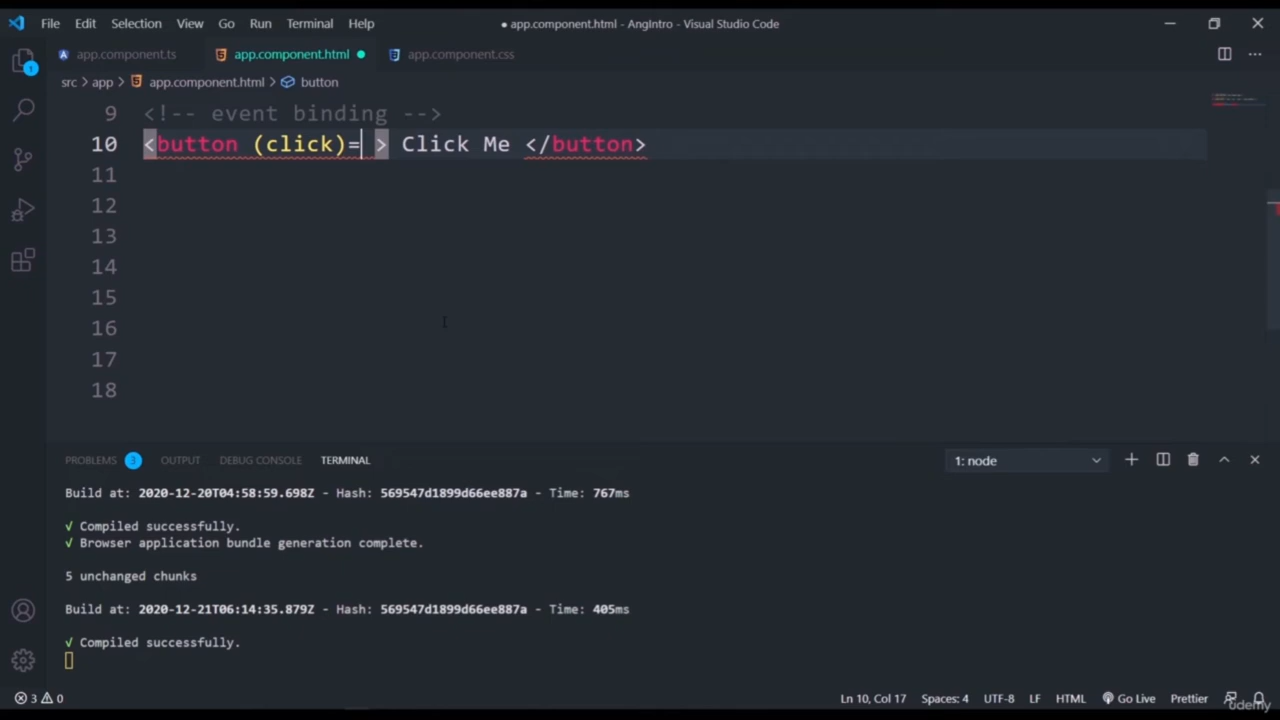 File Edit Selection View Go Run Terminal Help
● app.component.html - AngIntro - Visual Studio Code
app.component.ts app.component.html app.component.css
src > app > app.component.html > button
9 <!-- event binding -->
10 <button (click)= > Click Me </button>
11
12
13
14
15
16
17
18
PROBLEMS 3 OUTPUT DEBUG CONSOLE TERMINAL 1: node
Build at: 2020-12-20T04:58:59.698Z - Hash: 569547d1899d66ee887a - Time: 767ms
√ Compiled successfully.
√ Browser application bundle generation complete.
5 unchanged chunks
Build at: 2020-12-21T06:14:35.879Z - Hash: 569547d1899d66ee887a - Time: 405ms
√ Compiled successfully.
3 0 Ln 10, Col 17 Spaces: 4 UTF-8 LF HTML Go Live Prettier
udemy
1